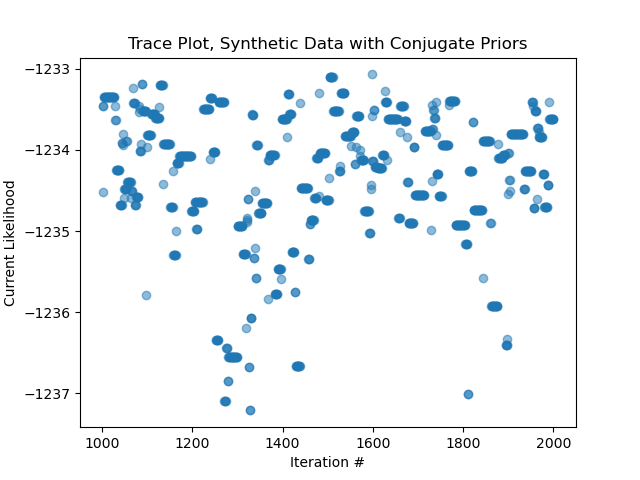 Trace Plot, Synthetic Data with Conjugate Priors
Current Likelihood
−1233
−1234
−1235
−1236
−1237
1000 1200 1400 1600 1800 2000
Iteration #